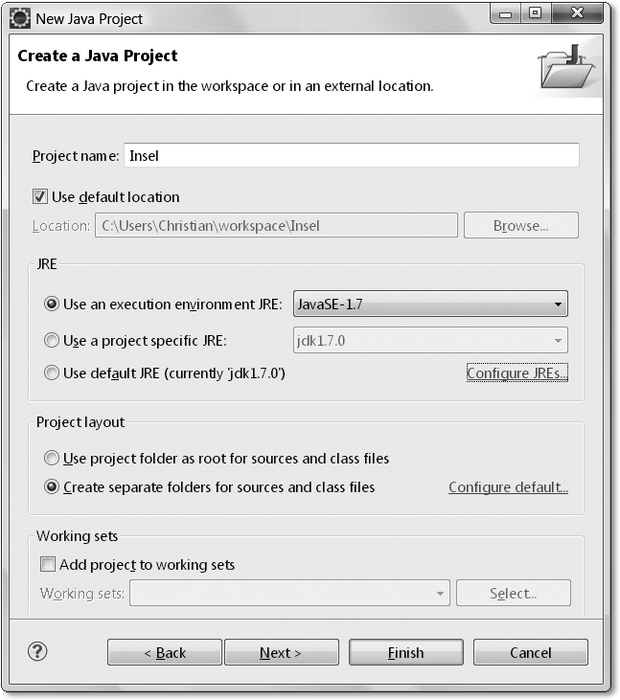 New Java Project
Create a Java Project
Create a Java project in the workspace or in an external location.
Project name: Insel
Use default location
Location: C:\Users\Christian\workspace\Insel Browse...
JRE
Use an execution environment JRE: JavaSE-1.7
Use a project specific JRE: jdk1.7.0
Use default JRE (currently 'jdk1.7.0') Configure JREs...
Project layout
Use project folder as root for sources and class files
Create separate folders for sources and class files Configure default...
Working sets
Add project to working sets
Working sets: Select...
? < Back Next > Finish Cancel